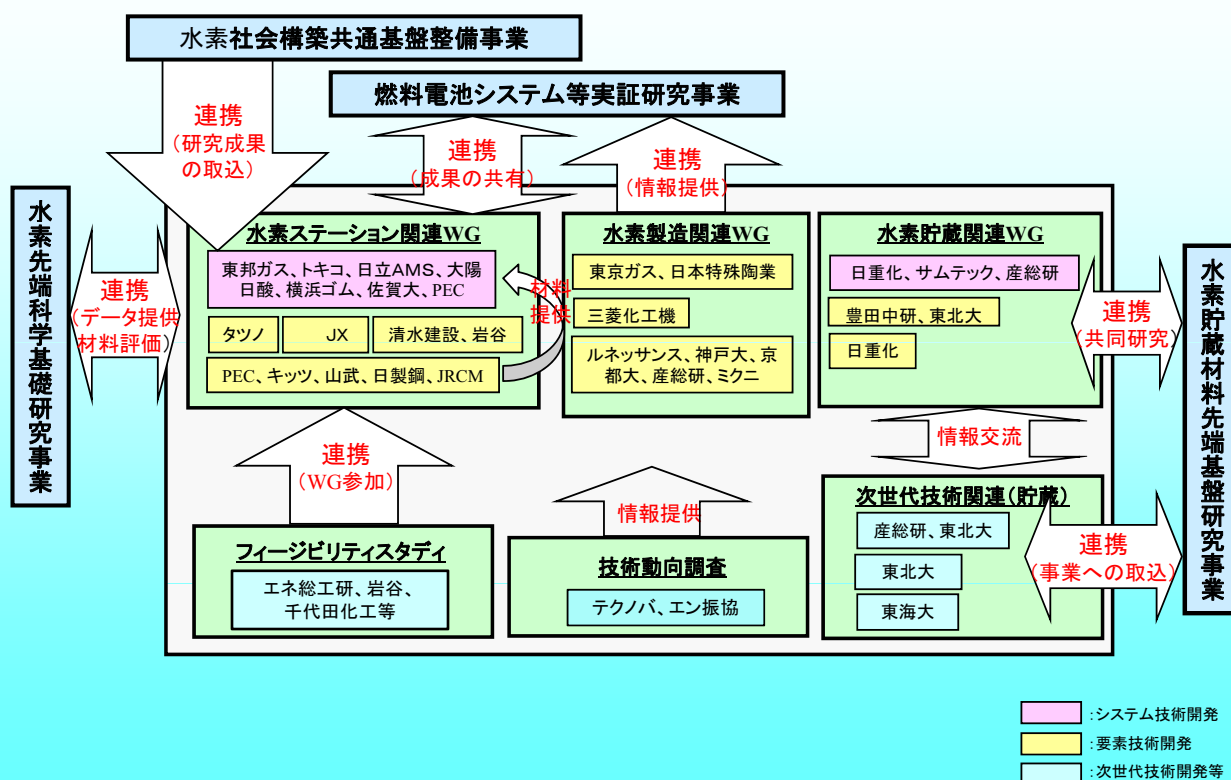 水素社会構築共通基盤整備事業
燃料電池システム等実証研究事業
連携
（研究成果
の取込）
連携
（成果の共有）
連携
（情報提供）
水素先端科学基礎研究事業
連携
（データ提供
材料評価）
水素ステーション関連WG
東邦ガス、トキコ、日立AMS、大陽
日酸、横浜ゴム、佐賀大、PEC
タツノ
JX
清水建設、岩谷
PEC、キッツ、山武、日製鋼、JRCM
材料
提供
水素製造関連WG
東京ガス、日本特殊陶業
三菱化工機
ルネッサンス、神戸大、京
都大、産総研、ミクニ
水素貯蔵関連WG
日重化、サムテック、産総研
豊田中研、東北大
日重化
連携
（共同研究）
水素貯蔵材料先端基盤研究事業
連携
（WG参加）
情報提供
情報交流
フィージビリティスタディ
エネ総工研、岩谷、
千代田化工等
技術動向調査
テクノバ、エン振協
次世代技術関連（貯蔵）
産総研、東北大
東北大
東海大
連携
（事業への取込）
：システム技術開発
：要素技術開発
：次世代技術開発等